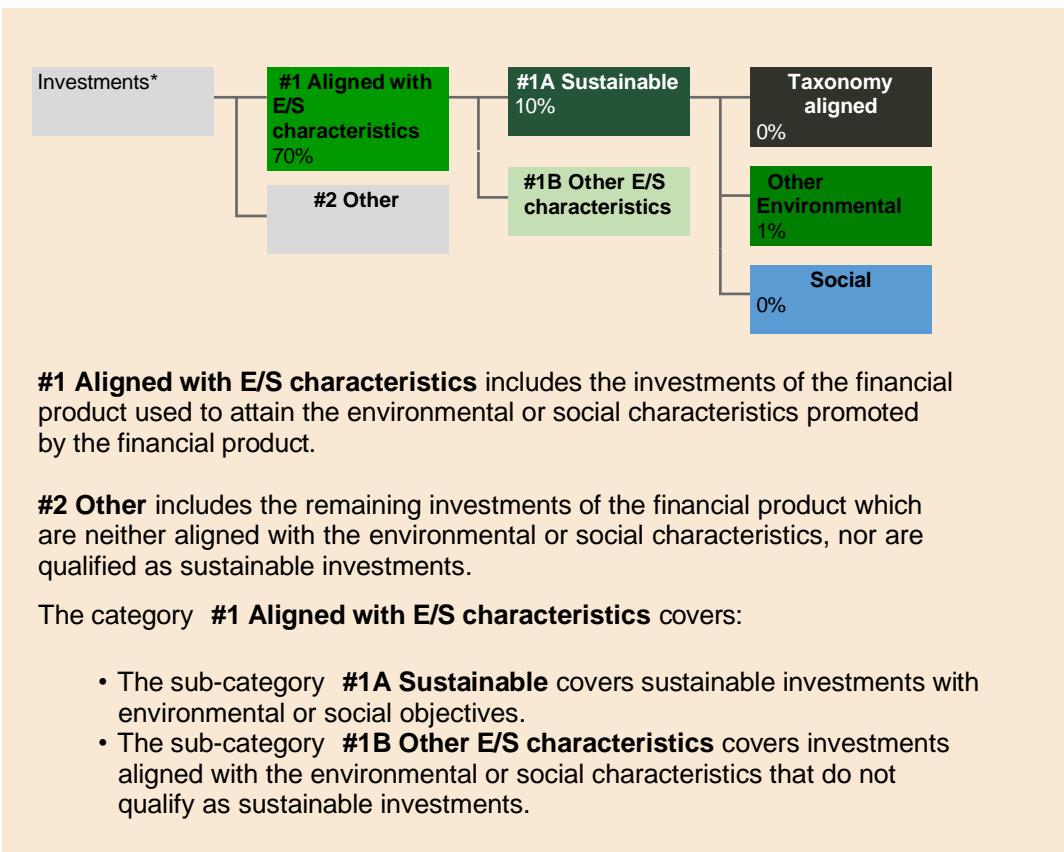 Investments*
#1 Aligned with
E/S
characteristics
70%
#2 Other
#1A Sustainable
10%
#1B Other E/S
characteristics
Taxonomy
aligned
0%
Other
Environmental
1%
Social
0%
#1 Aligned with E/S characteristics includes the investments of the financial
product used to attain the environmental or social characteristics promoted
by the financial product.
#2 Other includes the remaining investments of the financial product which
are neither aligned with the environmental or social characteristics, nor are
qualified as sustainable investments.
The category #1 Aligned with E/S characteristics covers:
• The sub-category #1A Sustainable covers sustainable investments with
environmental or social objectives.
• The sub-category #1B Other E/S characteristics covers investments
aligned with the environmental or social characteristics that do not
qualify as sustainable investments.